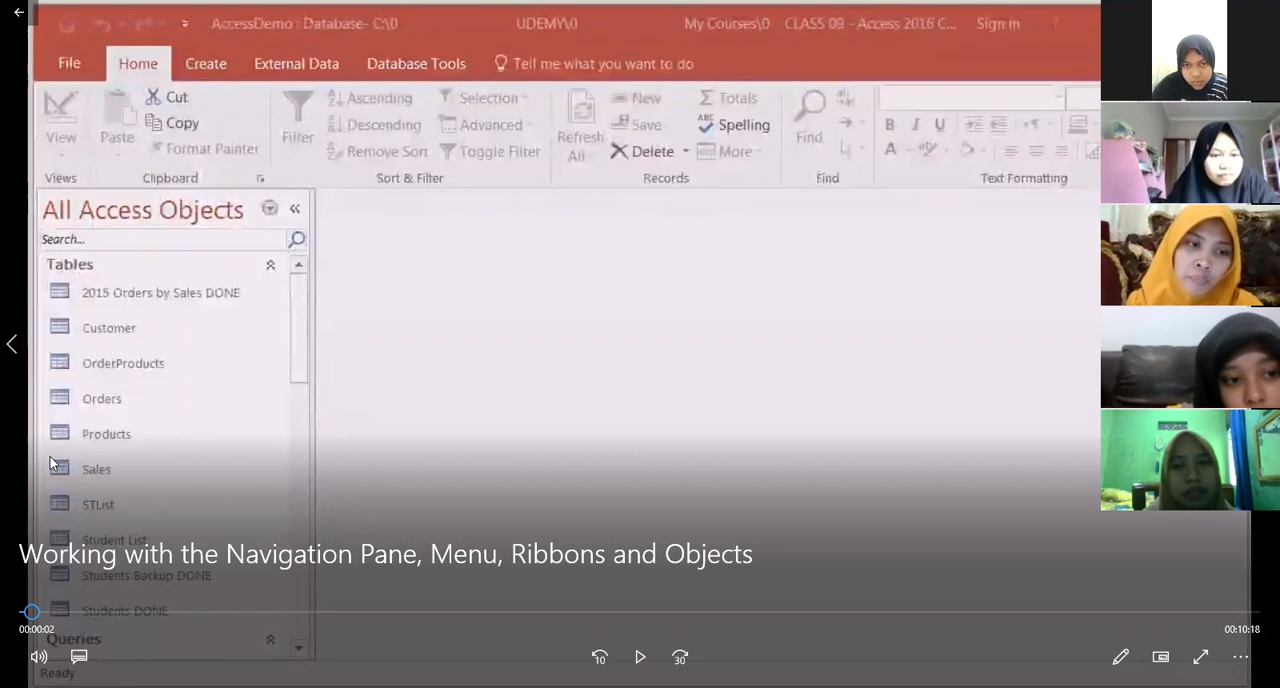 AccessDemo : Database- C:\0 UDEMY\0 My Courses\0 CLASS 09 - Access 2016 C... Sign in ?
File Home Create External Data Database Tools Tell me what you want to do
View
Views
Paste
Cut
Copy
Format Painter
Clipboard
Filter
Ascending
Descending
Remove Sort
Selection
Advanced
Toggle Filter
Sort & Filter
Refresh
All
New
Save
Delete
Totals
Spelling
More
Records
Find
Find
B I U
A
Text Formatting
All Access Objects
Search...
Tables
2015 Orders by Sales DONE
Customer
OrderProducts
Orders
Products
Sales
STList
Student List
Working with the Navigation Pane, Menu, Ribbons and Objects
Students Backup DONE
Students DONE
00:00:02 00:10:18
Queries
10 30
Ready